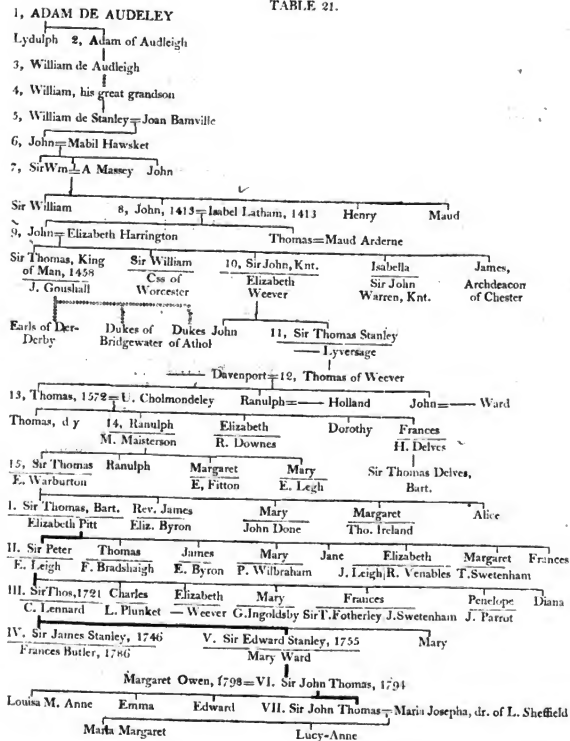 TABLE 21.
1, ADAM DE AUDELEY
Lydulph 2, Adam of Audleigh
3, William de Audleigh
4, William, his great grandson
5, William de Stanley=Joan Bamville
6, John=Mabil Hawsket
7, Sir Wm=A Massey John
Sir William 8, John, 1413=Isabel Latham, 1413 Henry Maud
9, John=Elizabeth Harrington Thomas=Maud Arderne
Sir Thomas, King Sir William 10, Sir John, Knt. Isabella James,
of Man, 1458 Css of Elizabeth Sir John Archdeacon
J. Goushall Worcester Weever Warren, Knt. of Chester
Earls of Der- Dukes of Dukes John 11, Sir Thomas Stanley
Derby Bridgewater of Athol —— Lyversage
—— Davenport=12, Thomas of Weever
13, Thomas, 1572=U. Cholmondeley Ranulph=—— Holland John=—— Ward
Thomas, d y 14, Ranulph Elizabeth Dorothy Frances
M. Maisterson R. Downes H. Delves
15, Sir Thomas Ranulph Margaret Mary Sir Thomas Delves,
E. Warburton E, Fitton E. Legh Bart.
I. Sir Thomas, Bart. Rev. James Mary Margaret Alice
Elizabeth Pitt Eliz. Byron John Done Tho. Ireland
II. Sir Peter Thomas James Mary Jane Elizabeth Margaret Frances
E. Leigh F. Bradshaigh E. Byron P. Wilbraham J. Leigh R. Venables T. Swetenham
III. Sir Thos, 1721 Charles Elizabeth Mary Frances Penelope Diana
C. Lennard L. Plunket — Weever G. Ingoldsby Sir T. Fotherley J. Swetenham J. Parrot
IV. Sir James Stanley, 1746 V. Sir Edward Stanley, 1755 Mary
Frances Butler, 1786 Mary Ward
Margaret Owen, 1798=VI. Sir John Thomas, 1794
Louisa M. Anne Emma Edward VII. Sir John Thomas=Maria Josepha, dr. of L. Sheffield
Maria Margaret Lucy-Anne